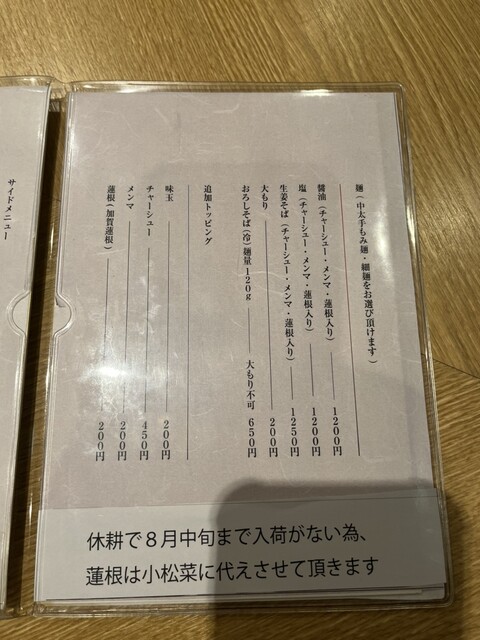 麺(中太手もみ麺・細麺をお選び頂けます)
醤油(チャーシュー・メンマ・蓮根入り) 1200円
塩(チャーシュー・メンマ・蓮根入り) 1200円
生姜そば(チャーシュー・メンマ・蓮根入り) 1250円
大もり 200円
おろしそば(冷)麺量120g 大もり不可 650円
追加トッピング
味玉 200円
チャーシュー 450円
メンマ 200円
蓮根(加賀蓮根) 200円
サイドメニュー
休耕で8月中旬まで入荷がない為、
蓮根は小松菜に代えさせて頂きます